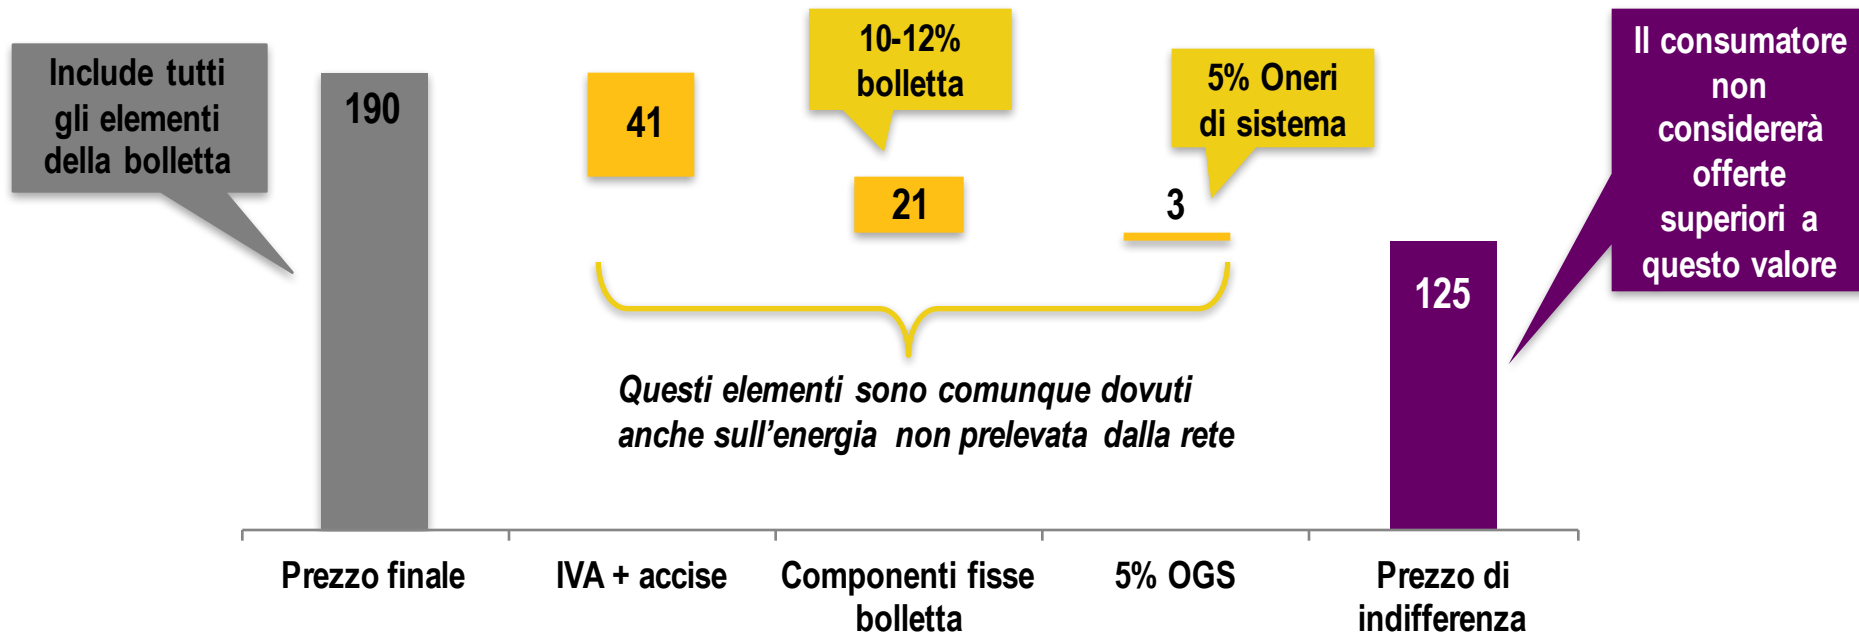 Include tutti
gli elementi
della bolletta
190
41
10-12%
bolletta
21
5% Oneri
di sistema
3
Il consumatore
non
considererà
offerte
superiori a
questo valore
125
Questi elementi sono comunque dovuti
anche sull'energia non prelevata dalla rete
Prezzo finale
IVA + accise
Componenti fisse
bolletta
5% OGS
Prezzo di
indifferenza